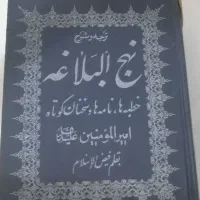 ترجمه و شرح
نهج البلاغه
خطبه‌ها، نامه‌ها و سخنان کوتاه
امیرالمؤمنین علیه‌السلام
بقلم فیض الاسلام